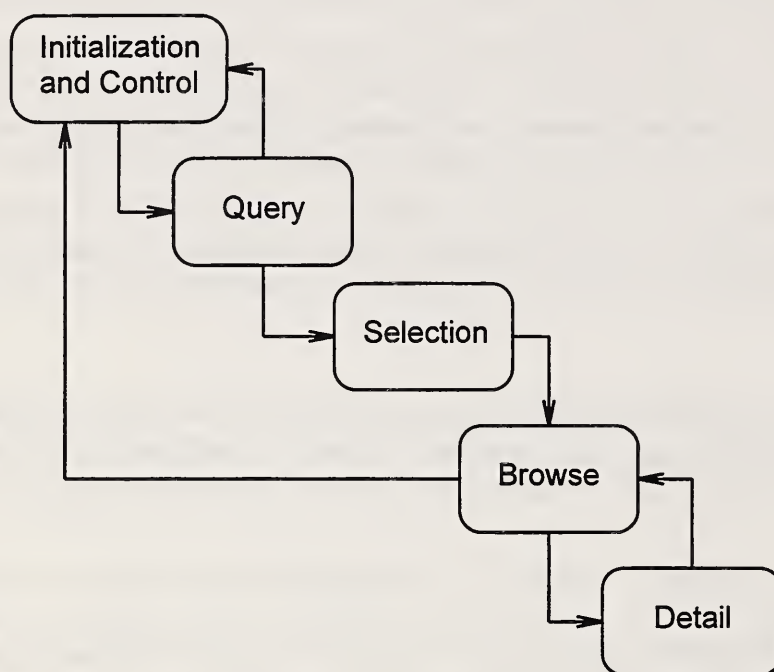 Initialization
and Control
Query
Selection
Browse
Detail